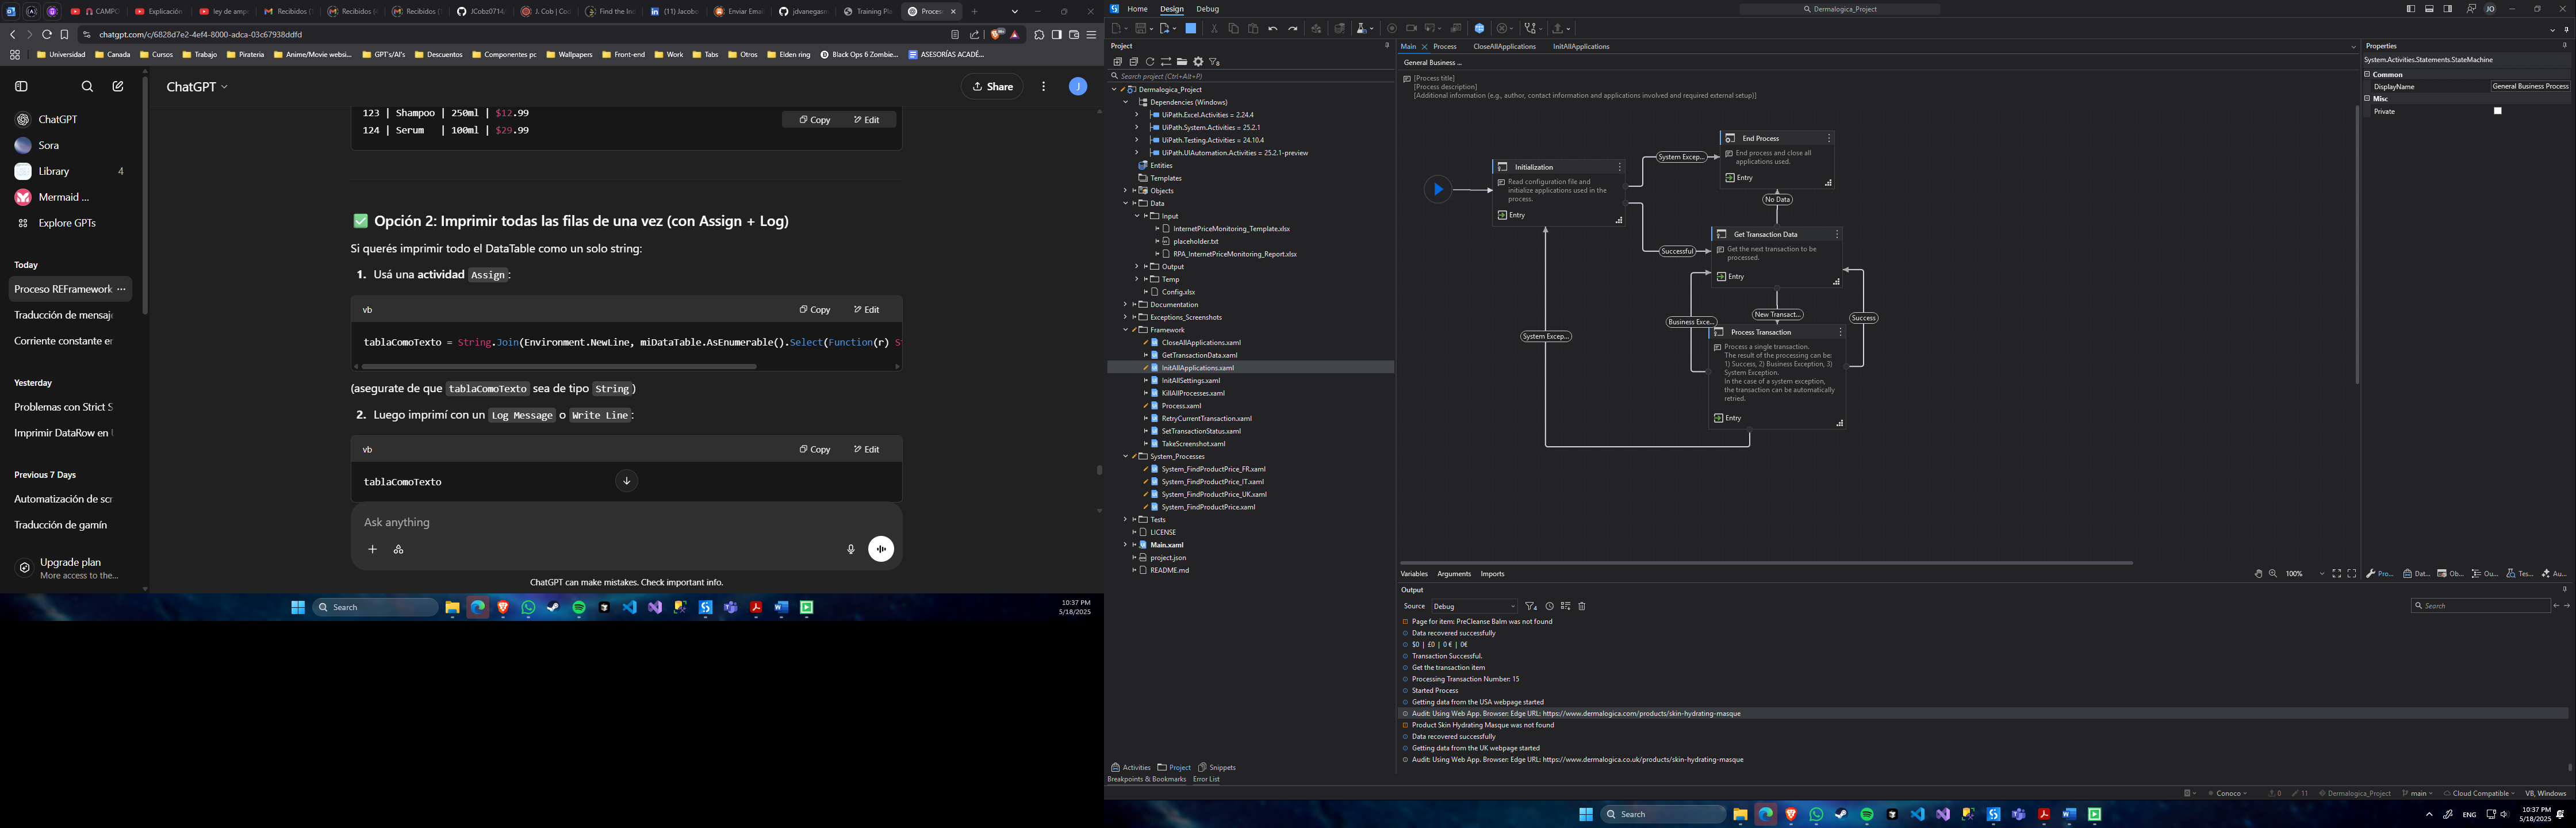 CAMPO
Explicación
ley de amp
Recibidos (
Recibidos (
Recibidos (
JCobz0714
J. Cob | Co
Find the In
(11) Jacobo
Enviar Ema
jdvanegas
Training Pl
Proces
chatgpt.com/c/6828d7e2-4ef4-8000-adca-03c67938ddfd
Universidad
Canada
Cursos
Trabajo
Pirateria
Anime/Movie websi...
GPT's/AI's
Descuentos
Componentes pc
Wallpapers
Front-end
Work
Tabs
Otros
Elden ring
Black Ops 6 Zombie...
ASESORÍAS ACADÉ...
ChatGPT
Sora
Library 4
Mermaid ...
Explore GPTs
Today
Proceso REFramework ...
Traducción de mensaj
Corriente constante er
Yesterday
Problemas con Strict S
Imprimir DataRow en
Previous 7 Days
Automatización de scr
Traducción de gamín
Upgrade plan
More access to the...
ChatGPT
Share
J
123 | Shampoo | 250ml | $12.99
124 | Serum | 100ml | $29.99
Copy Edit
✅ Opción 2: Imprimir todas las filas de una vez (con Assign + Log)
Si querés imprimir todo el DataTable como un solo string:
1. Usá una actividad Assign:
vb
Copy Edit
tablaComoTexto = String.Join(Environment.NewLine, miDataTable.AsEnumerable().Select(Function(r) S
(asegurate de que tablaComoTexto sea de tipo String)
2. Luego imprimí con un Log Message o Write Line:
vb
Copy Edit
tablaComoTexto
Ask anything
ChatGPT can make mistakes. Check important info.
Search
10:37 PM
5/18/2025
Home Design Debug
Dermalogica_Project
JO
Project
Search project (Ctrl+Alt+P)
Dermalogica_Project
Dependencies (Windows)
UiPath.Excel.Activities = 2.24.4
UiPath.System.Activities = 25.2.1
UiPath.Testing.Activities = 24.10.4
UiPath.UIAutomation.Activities = 25.2.1-preview
Entities
Templates
Objects
Data
Input
InternetPriceMonitoring_Template.xlsx
placeholder.txt
RPA_InternetPriceMonitoring_Report.xlsx
Output
Temp
Config.xlsx
Documentation
Exceptions_Screenshots
Framework
CloseAllApplications.xaml
GetTransactionData.xaml
InitAllApplications.xaml
InitAllSettings.xaml
KillAllProcesses.xaml
Process.xaml
RetryCurrentTransaction.xaml
SetTransactionStatus.xaml
TakeScreenshot.xaml
System_Processes
System_FindProductPrice_FR.xaml
System_FindProductPrice_IT.xaml
System_FindProductPrice_UK.xaml
System_FindProductPrice.xaml
Tests
LICENSE
Main.xaml
project.json
README.md
Activities Project Snippets
Breakpoints & Bookmarks Error List
Main Process CloseAllApplications InitAllApplications
General Business ...
[Process title]
[Process description]
[Additional information (e.g., author, contact information and applications involved and required external setup)]
Initialization
Read configuration file and
initialize applications used in the
process.
Entry
System Excep...
Successful
End Process
End process and close all
applications used.
Entry
No Data
Get Transaction Data
Get the next transaction to be
processed.
Entry
New Transact...
Business Exce...
Success
System Excep...
Process Transaction
Process a single transaction.
The result of the processing can be:
1) Success, 2) Business Exception, 3)
System Exception.
In the case of a system exception,
the transaction can be automatically
retried.
Entry
Variables Arguments Imports
100%
Properties
System.Activities.Statements.StateMachine
Common
DisplayName General Business Process
Misc
Private
Pro... Dat... Ob... Ou... Tes... Au...
Output
Source Debug
Search
Page for item: PreCleanse Balm was not found
Data recovered successfully
$0 | £0 | 0 € | 0€
Transaction Successful.
Get the transaction item
Processing Transaction Number: 15
Started Process
Getting data from the USA webpage started
Audit: Using Web App. Browser: Edge URL: https://www.dermalogica.com/products/skin-hydrating-masque
Product Skin Hydrating Masque was not found
Data recovered successfully
Getting data from the UK webpage started
Audit: Using Web App. Browser: Edge URL: https://www.dermalogica.co.uk/products/skin-hydrating-masque
Conoco
0
11
Dermalogica_Project
main
Cloud Compatible
VB, Windows
Search
ENG
10:37 PM
5/18/2025